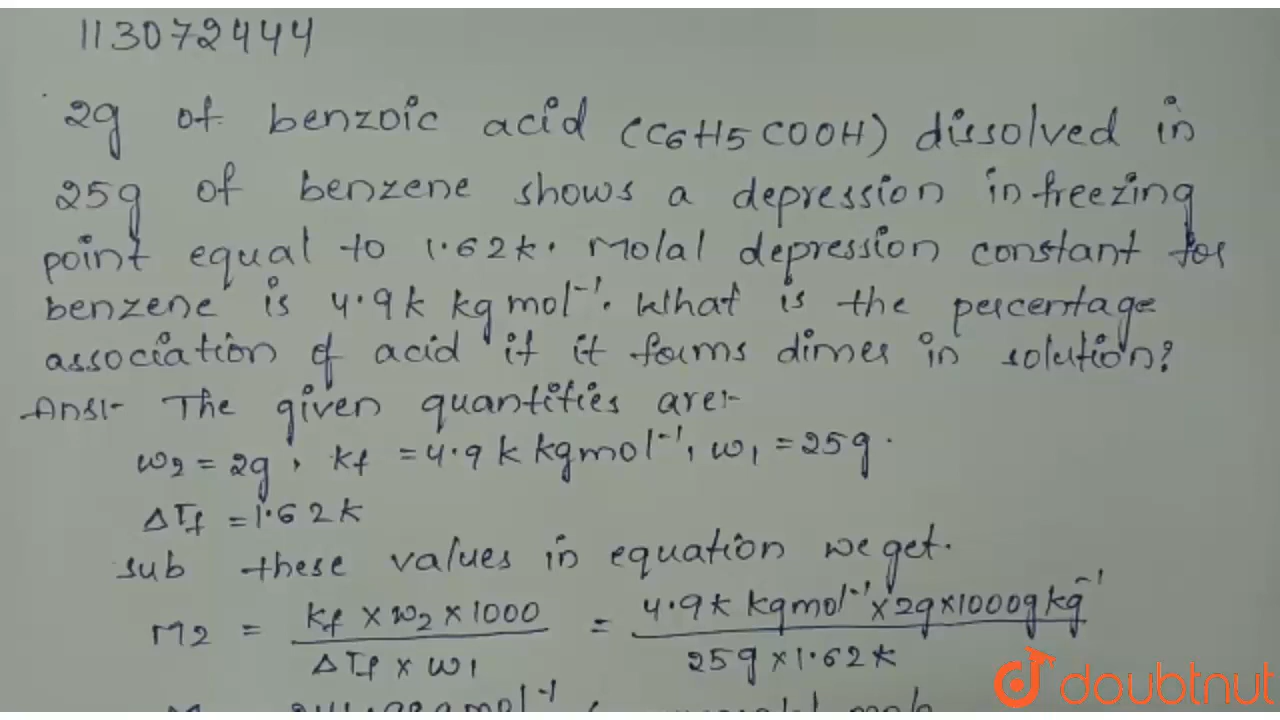 113072444
2g of benzoic acid (C6H5COOH) dissolved in
25g of benzene shows a depression in freezing
point equal to 1.62k. Molal depression constant for
benzene is 4.9k kg mol⁻¹. What is the percentage
association of acid if it forms dimer in solution?
Ans:- The given quantities are:-
w2 = 2g, kf = 4.9 k kg mol⁻¹, w1 = 25g.
ΔTf = 1.62k
sub these values in equation we get.
M2 = kf × w2 × 1000 / ΔTf × w1 = 4.9k kg mol⁻¹ × 2g × 1000g kg⁻¹ / 25g × 1.62k
doubtnut